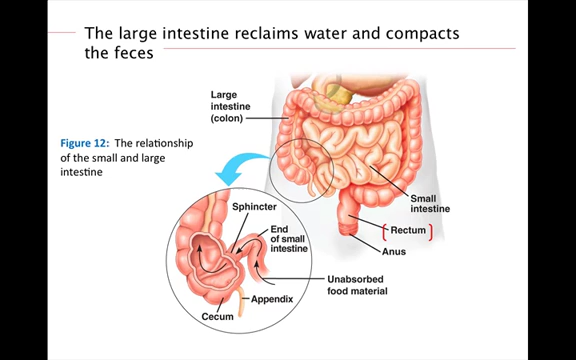 The large intestine reclaims water and compacts
the feces
Large
intestine
(colon)
Figure 12: The relationship
of the small and large
intestine
Small
intestine
Rectum
Anus
Sphincter
End
of small
intestine
Unabsorbed
food material
Appendix
Cecum